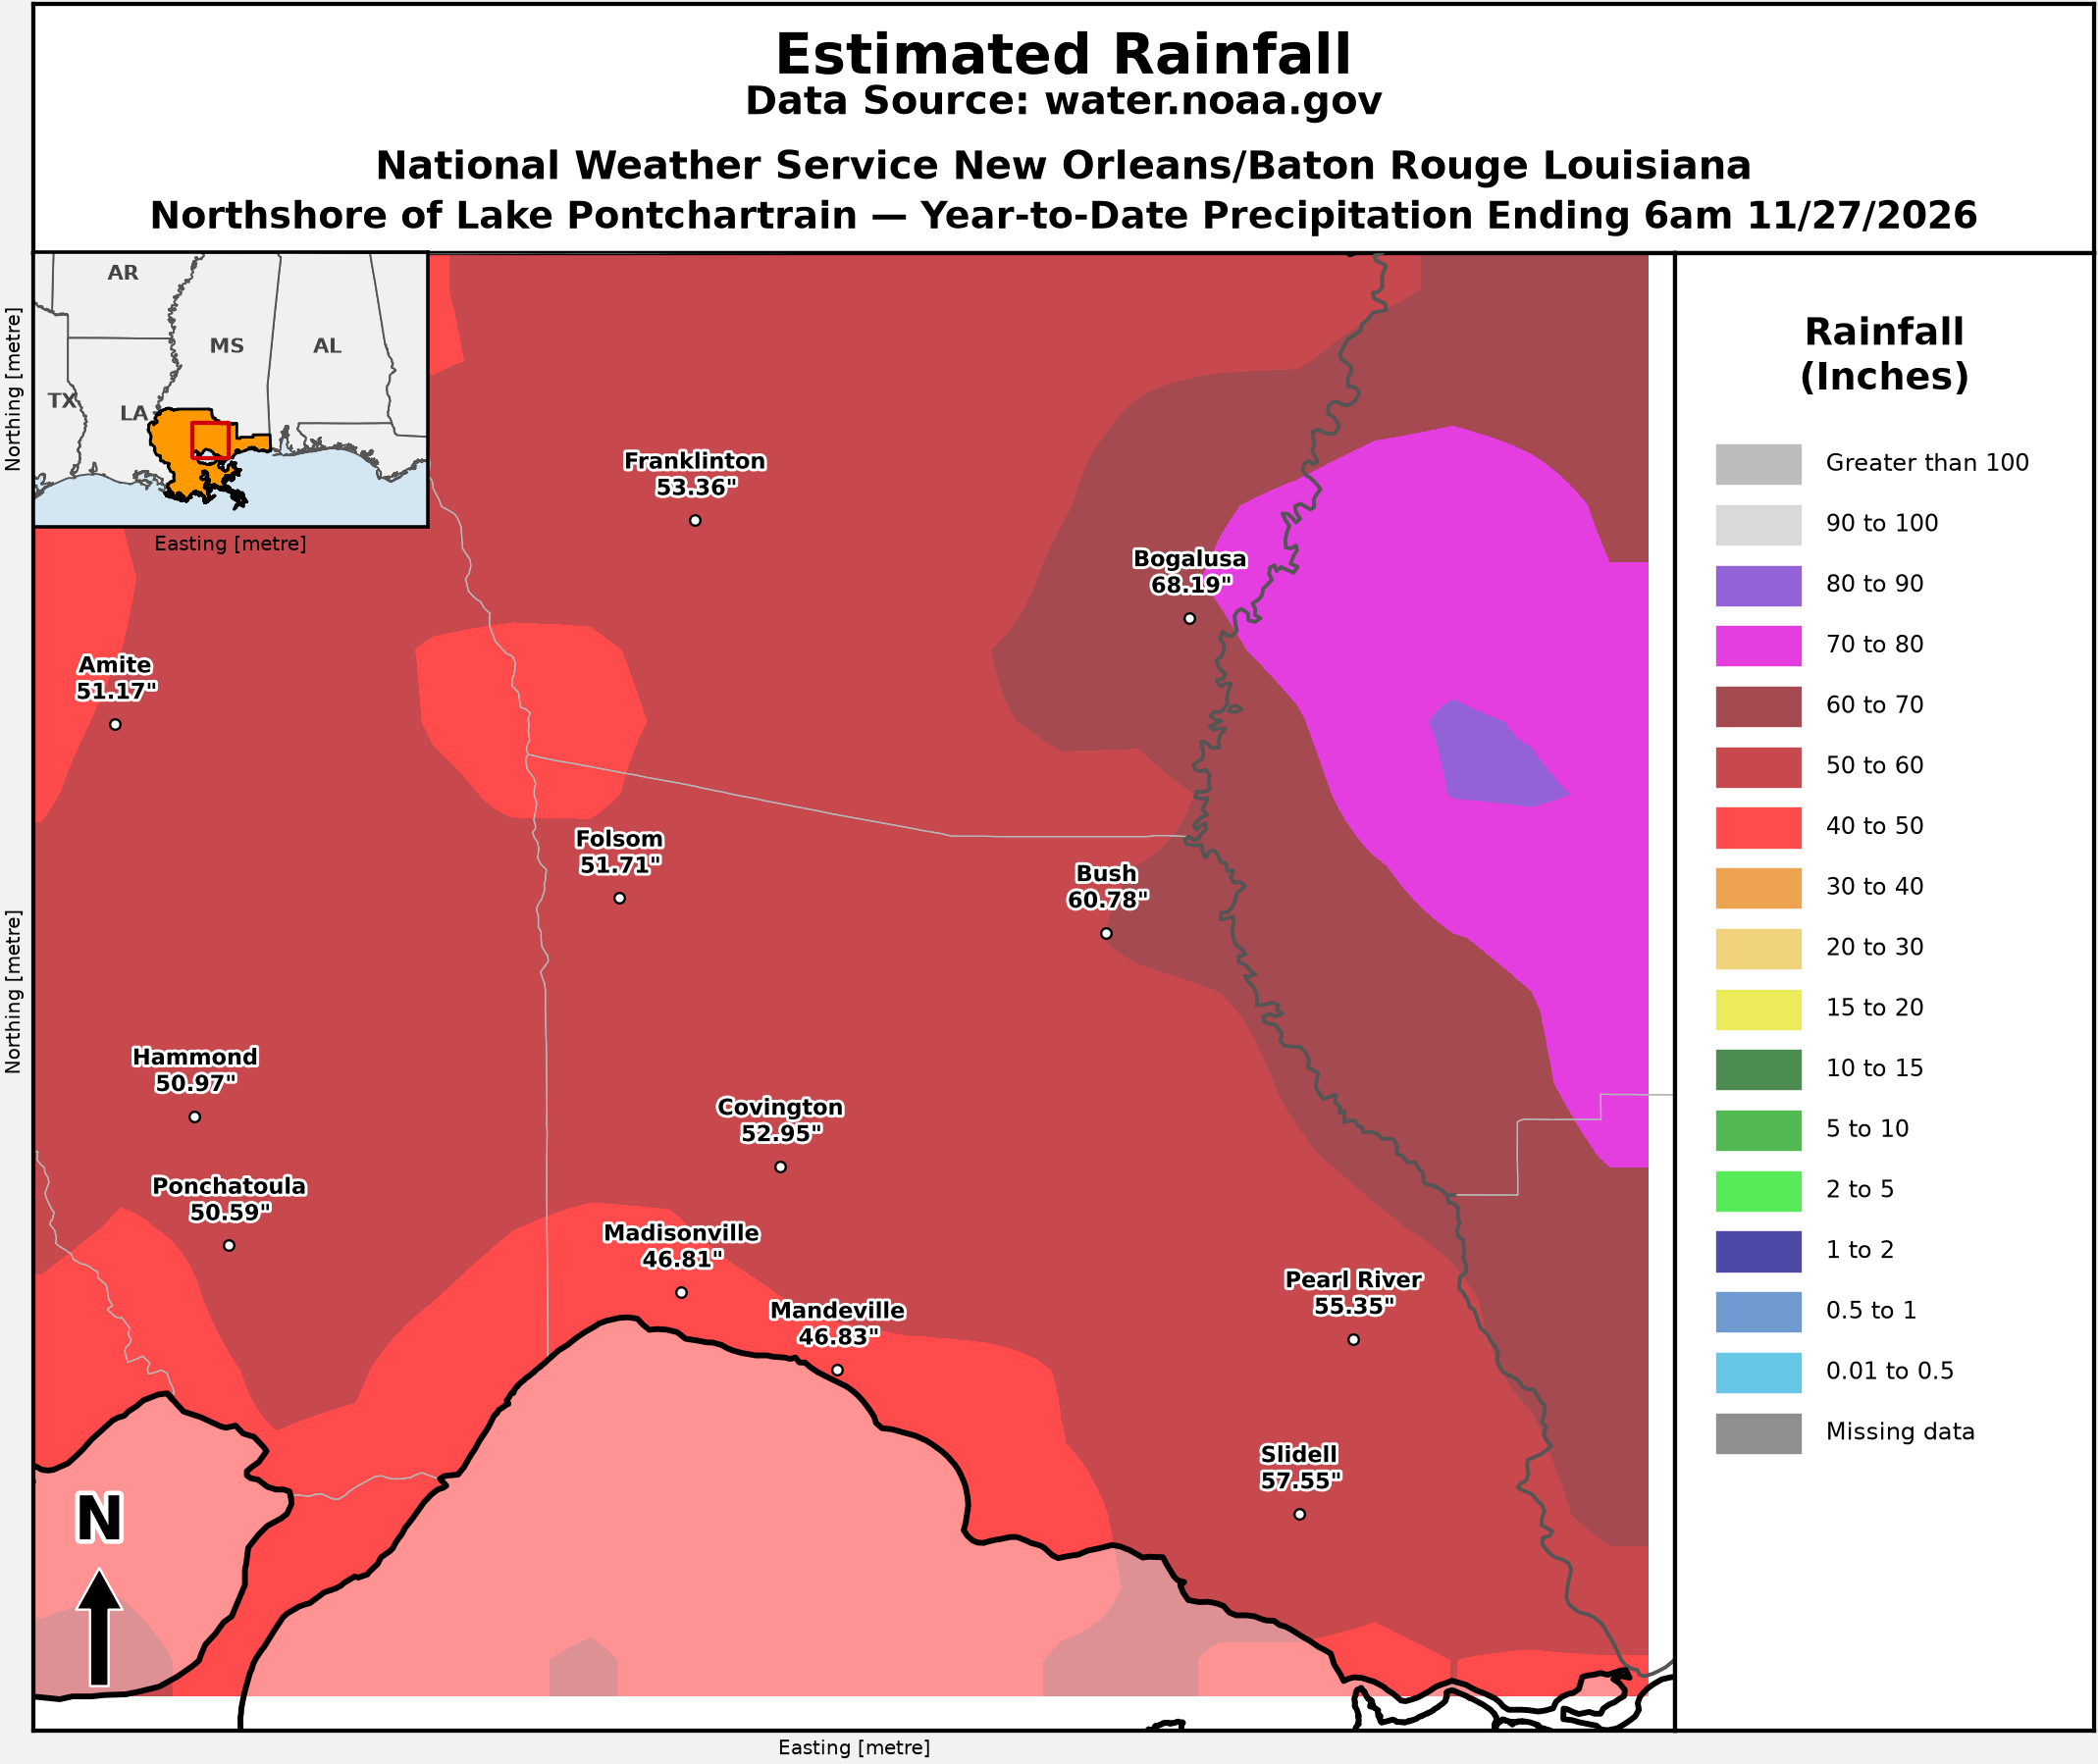 Estimated Rainfall
Data Source: water.noaa.gov
National Weather Service New Orleans/Baton Rouge Louisiana
Northshore of Lake Pontchartrain — Year-to-Date Precipitation Ending 6am 11/27/2026
Northing [metre]
AR
MS
AL
TX
LA
Easting [metre]
Franklinton
53.36"
Bogalusa
68.19"
Amite
51.17"
Folsom
51.71"
Bush
60.78"
Northing [metre]
Hammond
50.97"
Covington
52.95"
Ponchatoula
50.59"
Madisonville
46.81"
Pearl River
55.35"
Mandeville
46.83"
Slidell
57.55"
N
Easting [metre]
Rainfall
(Inches)
Greater than 100
90 to 100
80 to 90
70 to 80
60 to 70
50 to 60
40 to 50
30 to 40
20 to 30
15 to 20
10 to 15
5 to 10
2 to 5
1 to 2
0.5 to 1
0.01 to 0.5
Missing data